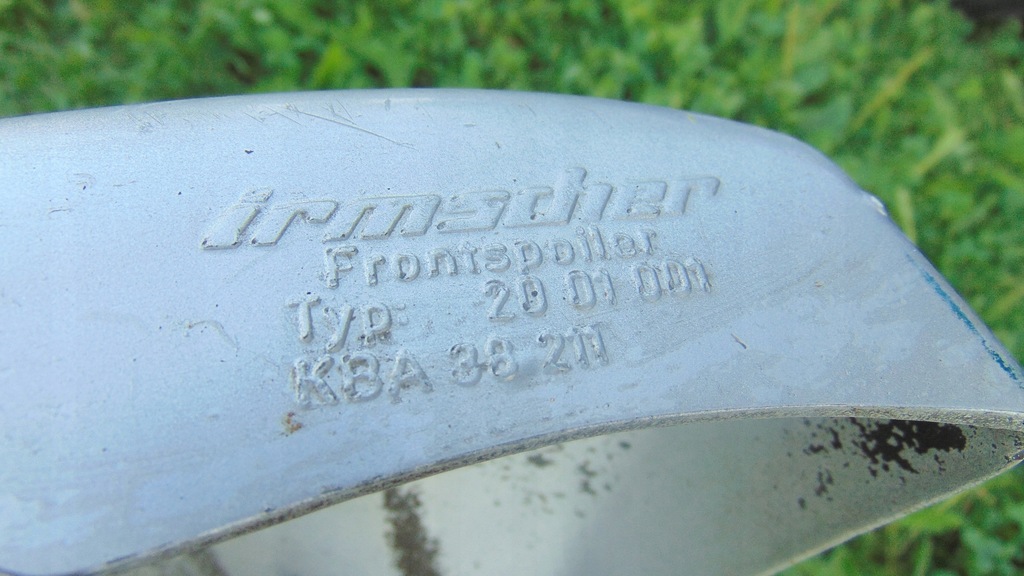 irmscher
Frontspoiler
Typ: 20 01 001
KBA 38 211